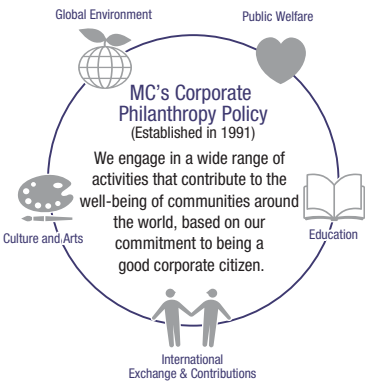 Global Environment
Public Welfare
MC's Corporate
Philanthropy Policy
(Established in 1991)
We engage in a wide range of
activities that contribute to the
well-being of communities around
the world, based on our
commitment to being a
good corporate citizen.
Culture and Arts
Education
International
Exchange & Contributions